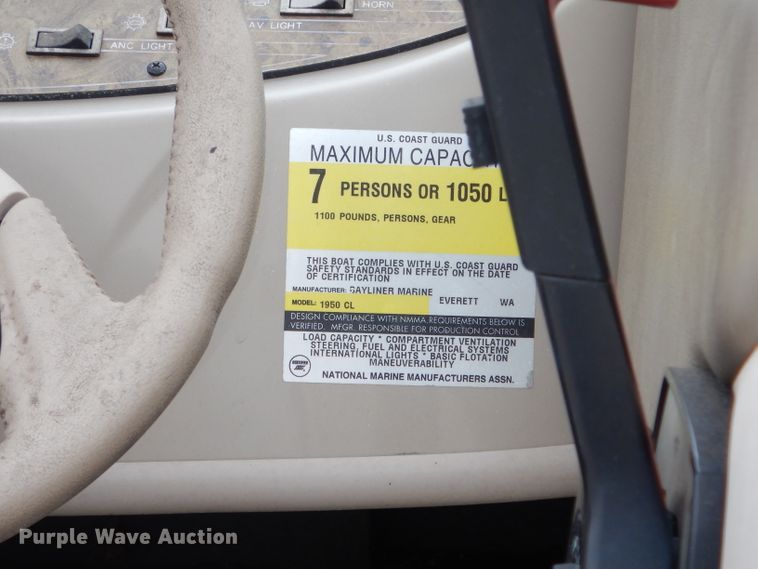 HORN
AV LIGHT
ANC LIGHT
U.S. COAST GUARD
MAXIMUM
7 PERSONS OR 1050
1100 POUNDS, PERSONS, GEAR
THIS BOAT COMPLIES WITH U.S. COAST GUARD
SAFETY STANDARDS IN EFFECT ON THE DATE
OF CERTIFICATION
MANUFACTURER: BAYLINER MARINE
EVERETT WA
MODEL: 1950 CL
DESIGN COMPLIANCE WITH NMMA REQUIREMENTS BELOW IS
VERIFIED. MFGR. RESPONSIBLE FOR PRODUCTION CONTROL
LOAD CAPACITY * COMPARTMENT VENTILATION
STEERING, FUEL AND ELECTRICAL SYSTEMS
INTERNATIONAL LIGHTS * BASIC FLOTATION
MANEUVERABILITY
NATIONAL MARINE MANUFACTURERS ASSN.
Purple Wave Auction